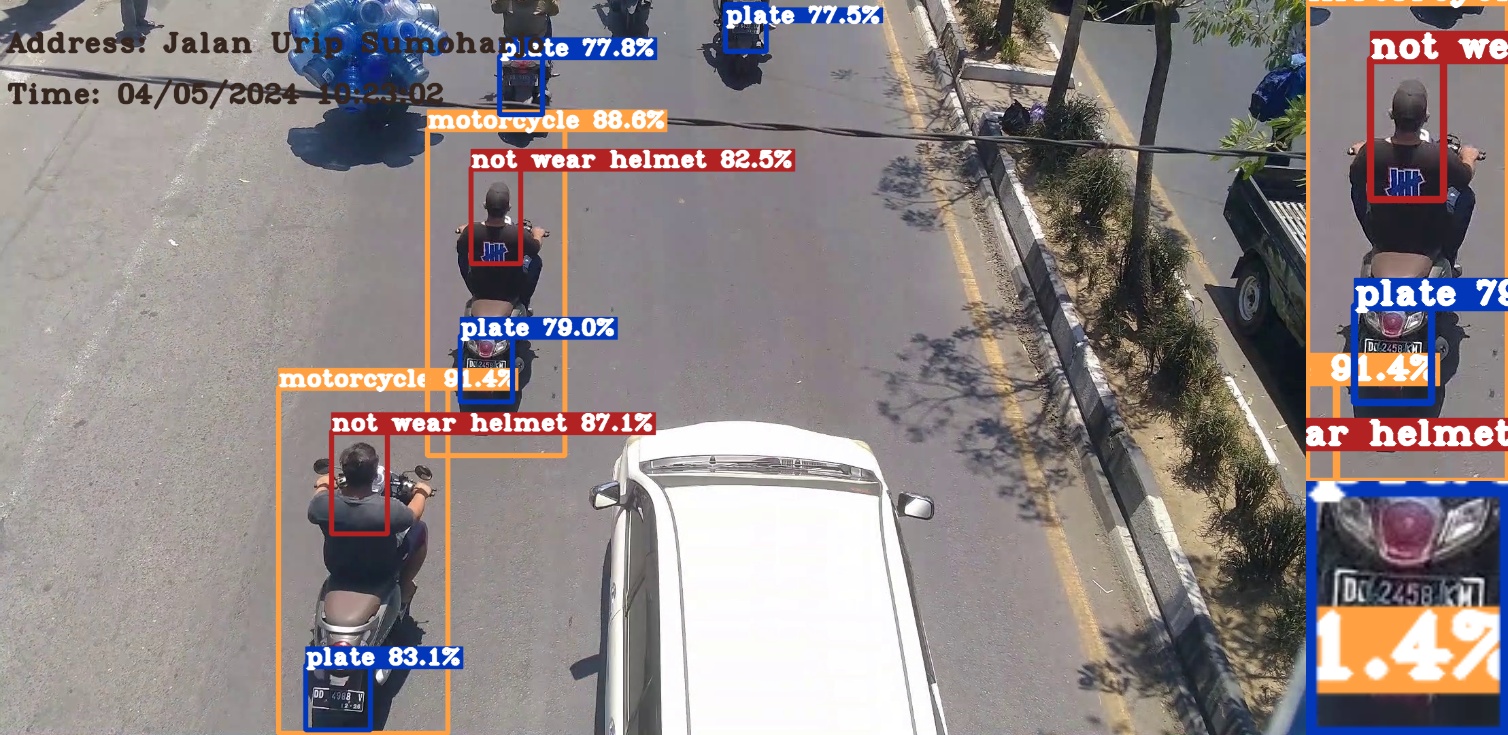 plate 77.5%
Address: Jalan Urip
plate 77.8%
Time: 04/05/2024 10:23:02
motorcycle 88.6%
not wear helmet 82.5%
plate 79.0%
motorcycle 91.4%
not wear helmet 87.1%
plate 83.1%
DD V
not we
plate 79
2458
91.4%
ar helmet
2458 KM
1.4%